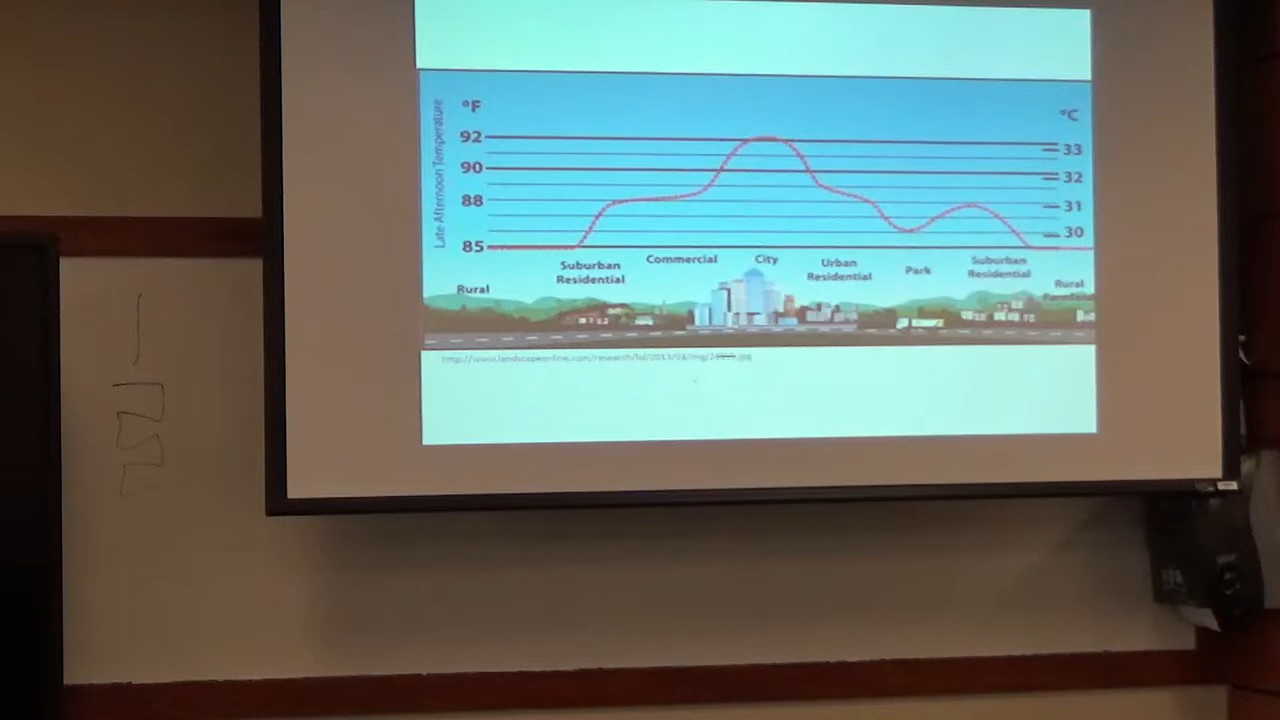 °F
°C
Late Afternoon Temperature
92
90
88
85
33
32
31
30
Rural
Suburban
Residential
Commercial
City
Urban
Residential
Park
Suburban
Residential
Rural
Farmland